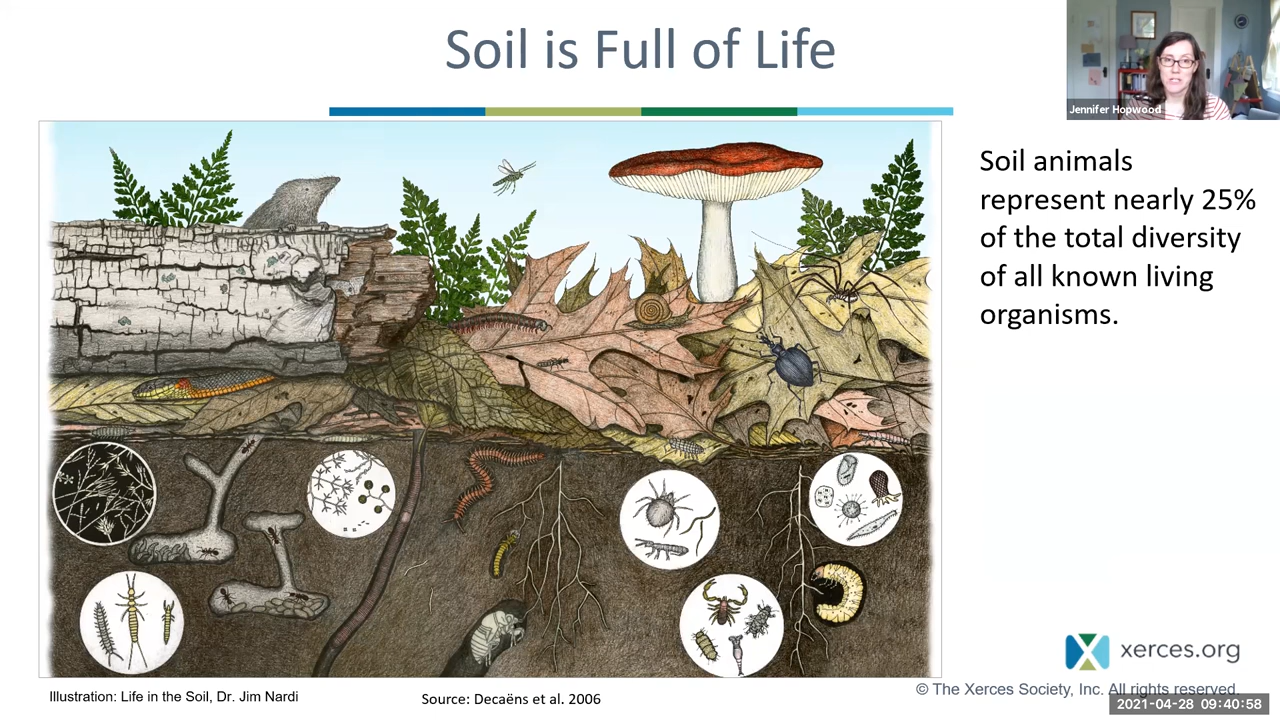 Soil is Full of Life
Jennifer Hopwood
Soil animals
represent nearly 25%
of the total diversity
of all known living
organisms.
xerces.org
Illustration: Life in the Soil, Dr. Jim Nardi
Source: Decaëns et al. 2006
© The Xerces Society, Inc. All rights reserved.
2021-04-28 09:40:58